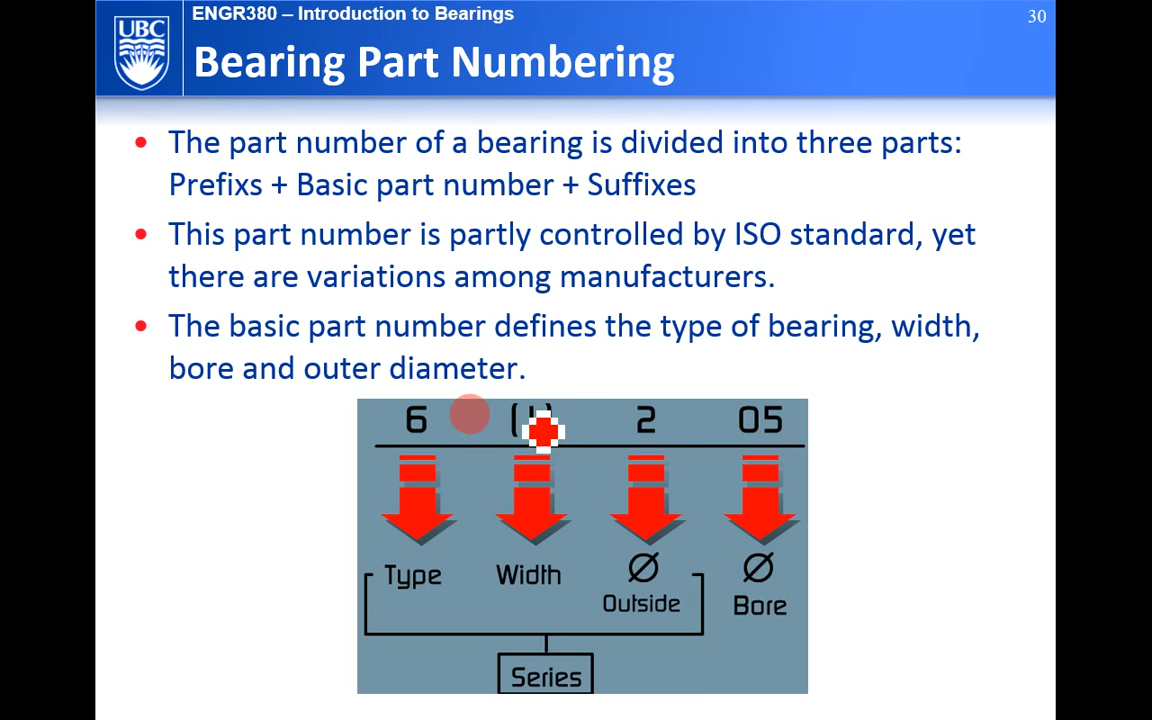 ENGR380 – Introduction to Bearings
30
UBC
Bearing Part Numbering
• The part number of a bearing is divided into three parts:
Prefixs + Basic part number + Suffixes
• This part number is partly controlled by ISO standard, yet
there are variations among manufacturers.
• The basic part number defines the type of bearing, width,
bore and outer diameter.
6 2 05
Type Width Ø Ø
Outside Bore
Series